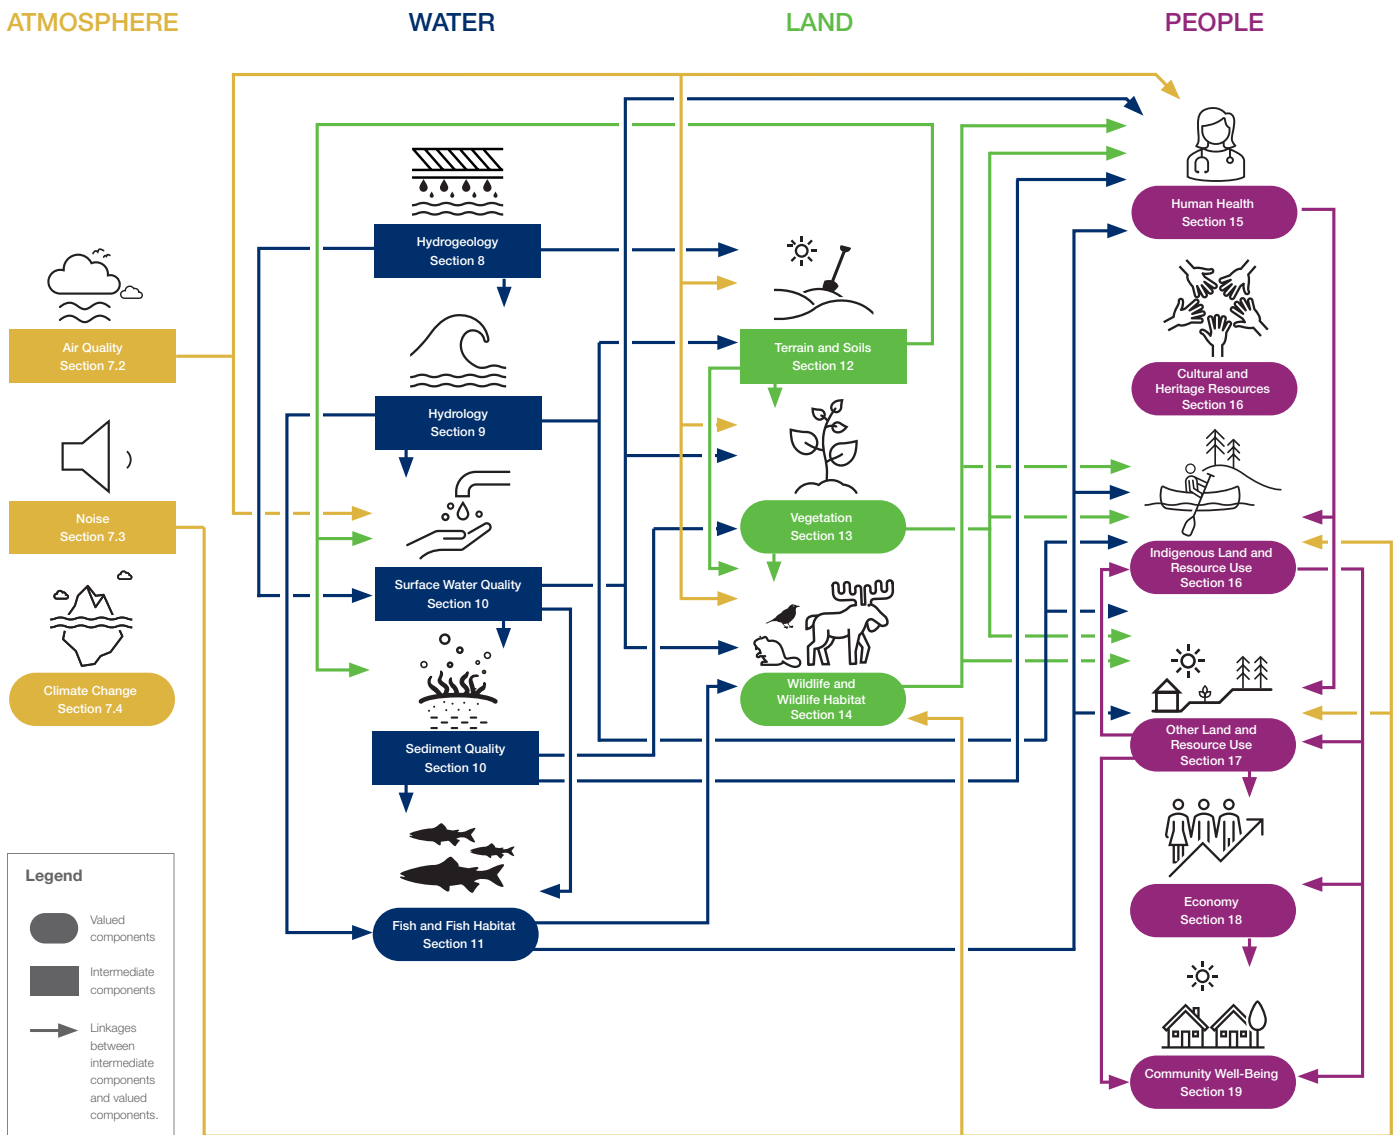 ATMOSPHERE
WATER
LAND
PEOPLE
Air Quality
Section 7.2
Noise
Section 7.3
Climate Change
Section 7.4
Hydrogeology
Section 8
Hydrology
Section 9
Surface Water Quality
Section 10
Sediment Quality
Section 10
Fish and Fish Habitat
Section 11
Terrain and Soils
Section 12
Vegetation
Section 13
Wildlife and
Wildlife Habitat
Section 14
Human Health
Section 15
Cultural and
Heritage Resources
Section 16
Indigenous Land and
Resource Use
Section 16
Other Land and
Resource Use
Section 17
Economy
Section 18
Community Well-Being
Section 19
Legend
Valued
components
Intermediate
components
Linkages
between
intermediate
components
and valued
components.